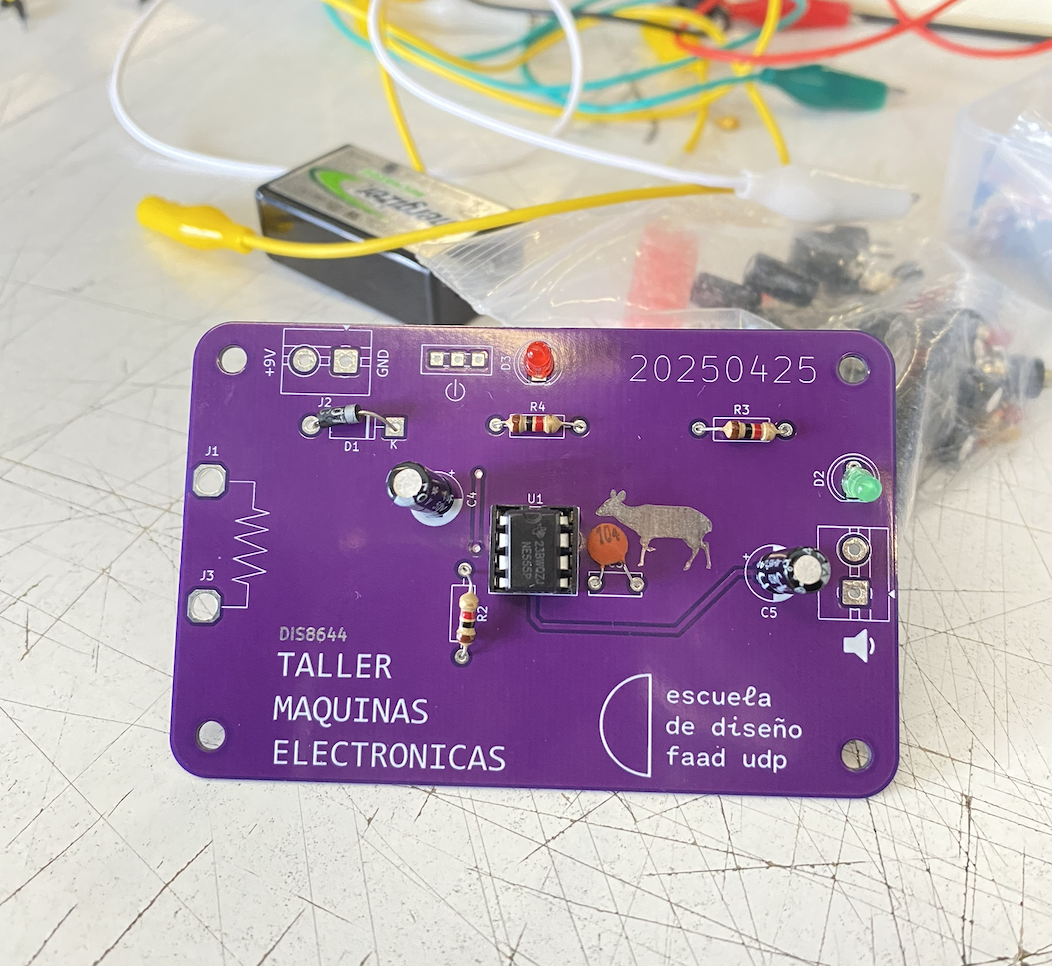 +9V
GND
D3
20250425
J2
D1
K
R4
R3
J1
+
C4
U1
D2
104
23BWQZJ
NE555P
+
C5
J3
R2
DIS8644
TALLER
MAQUINAS
ELECTRONICAS
escuela
de diseño
faad udp